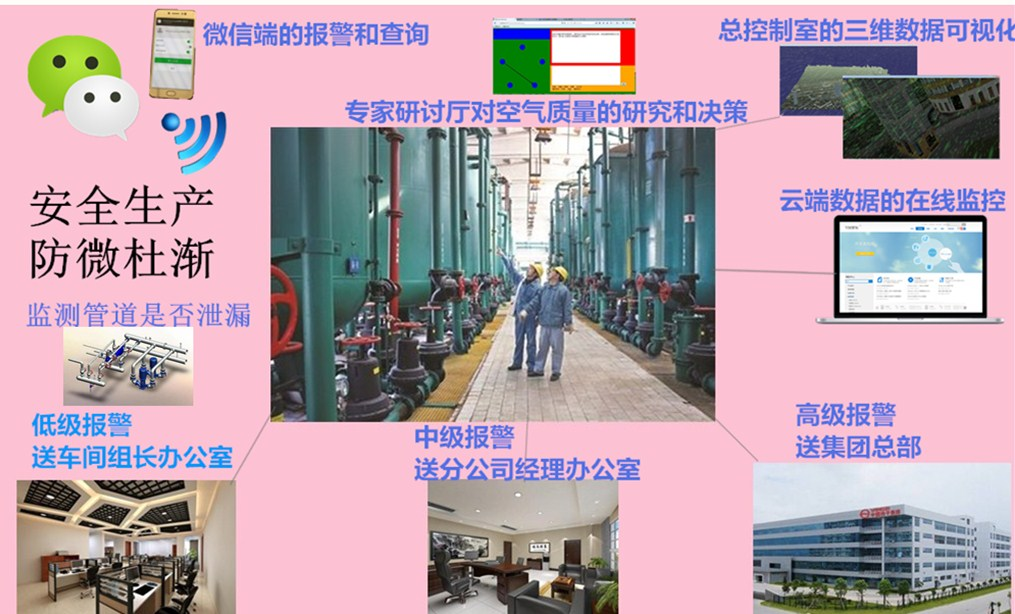 微信端的报警和查询
总控制室的三维数据可视化
专家研讨厅对空气质量的研究和决策
云端数据的在线监控
安全生产
防微杜渐
监测管道是否泄漏
低级报警
送车间组长办公室
中级报警
送分公司经理办公室
高级报警
送集团总部